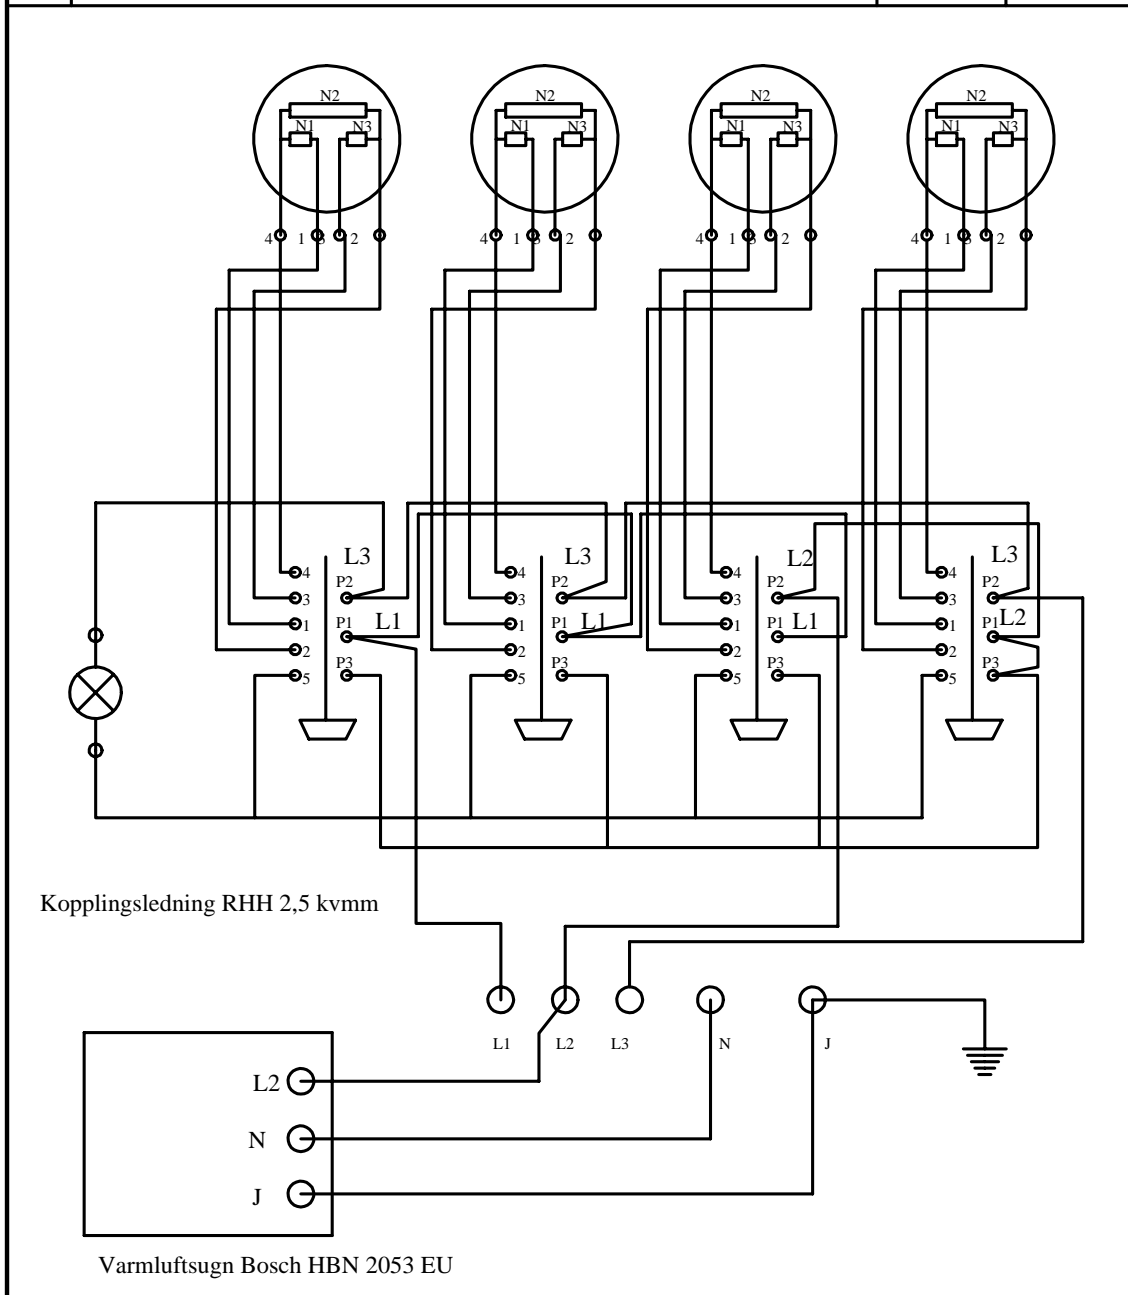 N2 N2 N2 N2
N1 N3 N1 N3 N1 N3 N1 N3
4 1 3 2 4 1 3 2 4 1 3 2 4 1 3 2
L3 L3 L2 L3
4 P2 4 P2 4 P2 4 P2
3 3 3 3
L1 L1 L1 L2
1 P1 1 P1 1 P1 1 P1
2 P3 2 P3 2 P3 2 P3
5 5 5 5
Kopplingsledning RHH 2,5 kvmm
L1 L2 L3 N J
L2
N
J
Varmluftsugn Bosch HBN 2053 EU